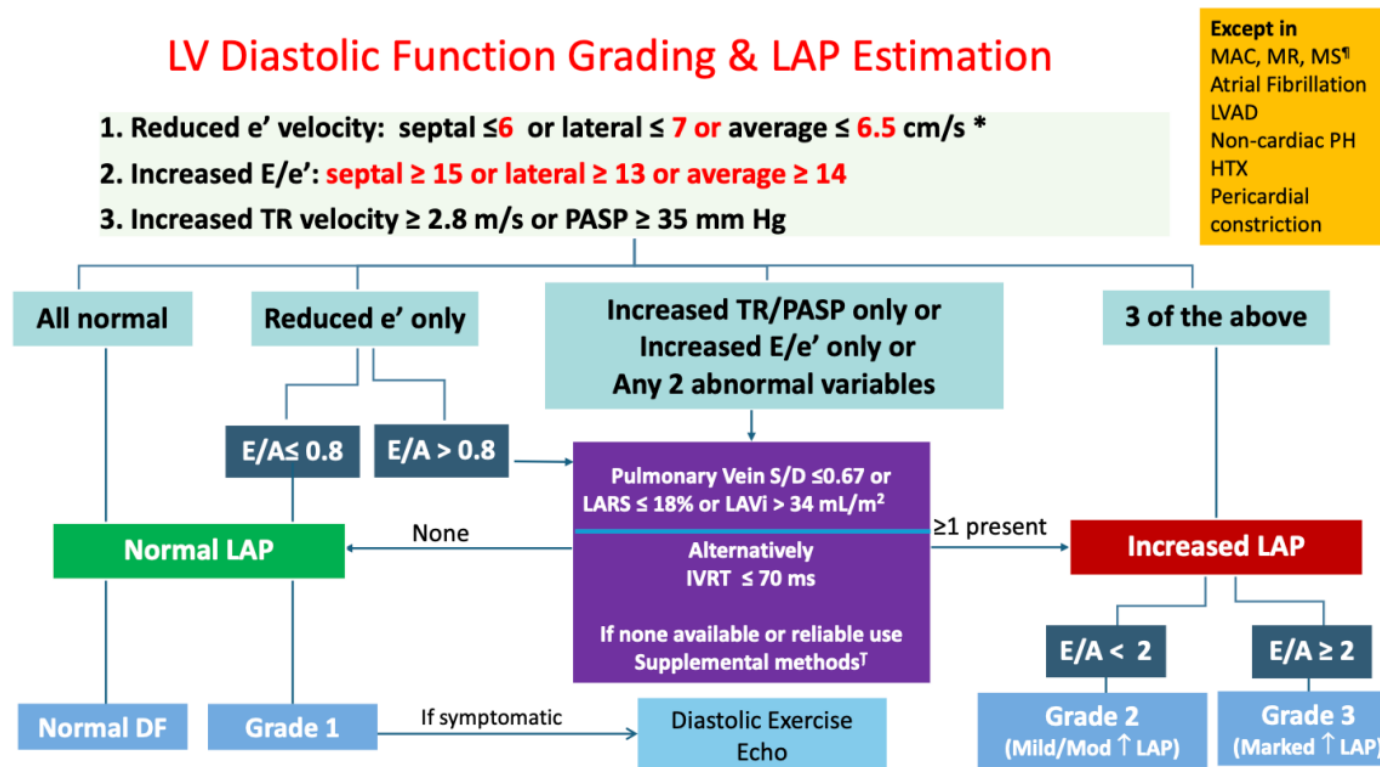 LV Diastolic Function Grading & LAP Estimation
Except in
MAC, MR, MS¶
Atrial Fibrillation
LVAD
Non-cardiac PH
HTX
Pericardial
constriction
1. Reduced e’ velocity: septal ≤6 or lateral ≤ 7 or average ≤ 6.5 cm/s *
2. Increased E/e’: septal ≥ 15 or lateral ≥ 13 or average ≥ 14
3. Increased TR velocity ≥ 2.8 m/s or PASP ≥ 35 mm Hg
All normal
Reduced e’ only
Increased TR/PASP only or
Increased E/e’ only or
Any 2 abnormal variables
3 of the above
E/A≤ 0.8
E/A > 0.8
Pulmonary Vein S/D ≤0.67 or
LARS ≤ 18% or LAVi > 34 mL/m²
Alternatively
IVRT ≤ 70 ms
If none available or reliable use
Supplemental methodsᵀ
None
≥1 present
Normal LAP
Increased LAP
E/A < 2
E/A ≥ 2
Normal DF
Grade 1
If symptomatic
Diastolic Exercise
Echo
Grade 2
(Mild/Mod ↑ LAP)
Grade 3
(Marked ↑ LAP)